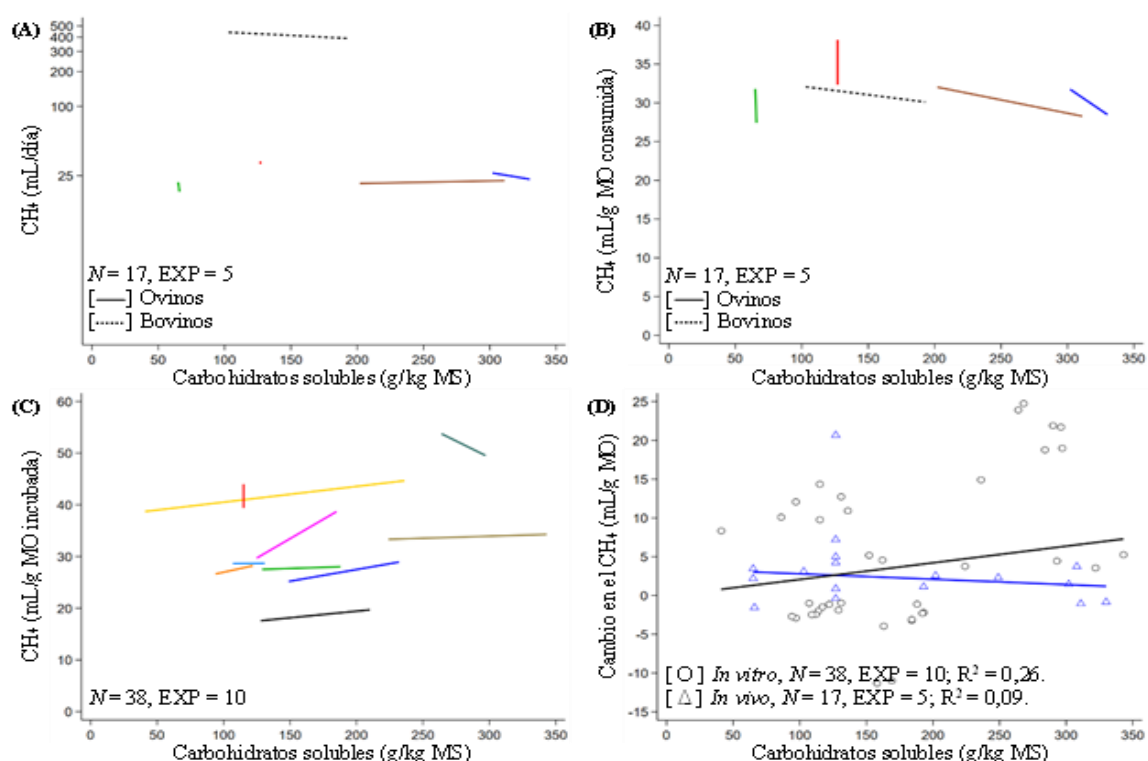 (A)
CH₄ (mL/día)
500
400
300
200
100
25
N = 17, EXP = 5
[——] Ovinos
[-------] Bovinos
0 50 100 150 200 250 300 350
Carbohidratos solubles (g/kg MS)
(B)
CH₄ (mL/g MO consumida)
40
35
30
25
20
15
10
5
0
N = 17, EXP = 5
[——] Ovinos
[-------] Bovinos
0 50 100 150 200 250 300 350
Carbohidratos solubles (g/kg MS)
(C)
CH₄ (mL/g MO incubada)
60
50
40
30
20
10
0
N = 38, EXP = 10
0 50 100 150 200 250 300 350
Carbohidratos solubles (g/kg MS)
(D)
Cambio en el CH₄ (mL/g MO)
25
20
15
10
5
0
-5
-10
-15
[O] In vitro, N = 38, EXP = 10; R² = 0,26.
[△] In vivo, N = 17, EXP = 5; R² = 0,09.
0 50 100 150 200 250 300 350
Carbohidratos solubles (g/kg MS)